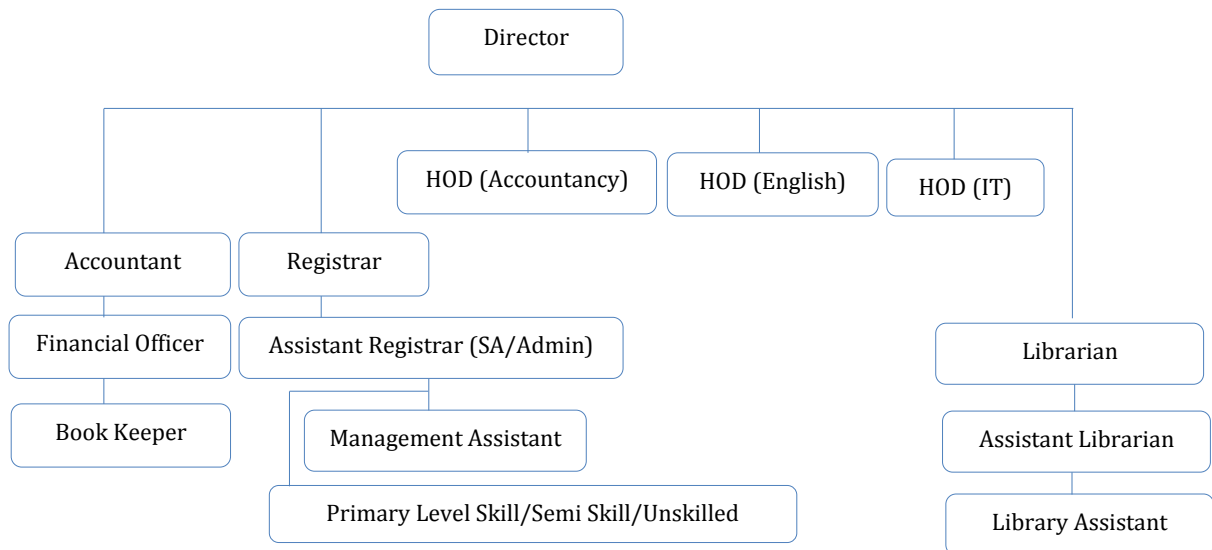 Director
HOD (Accountancy)
HOD (English)
HOD (IT)
Accountant
Registrar
Financial Officer
Assistant Registrar (SA/Admin)
Librarian
Book Keeper
Management Assistant
Assistant Librarian
Primary Level Skill/Semi Skill/Unskilled
Library Assistant